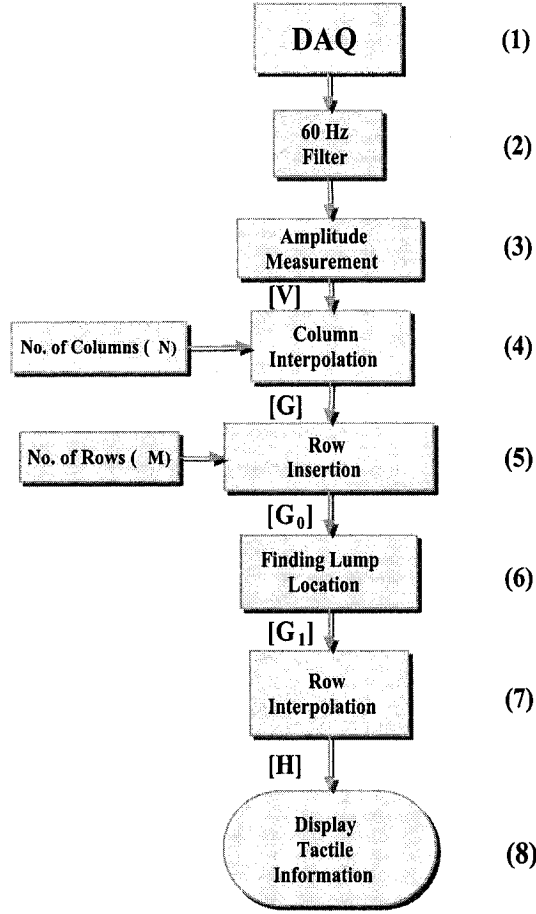 DAQ (1)
60 Hz
Filter (2)
Amplitude
Measurement (3)
[V]
No. of Columns ( N)
Column
Interpolation (4)
[G]
No. of Rows ( M)
Row
Insertion (5)
[G₀]
Finding Lump
Location (6)
[G₁]
Row
Interpolation (7)
[H]
Display
Tactile
Information (8)